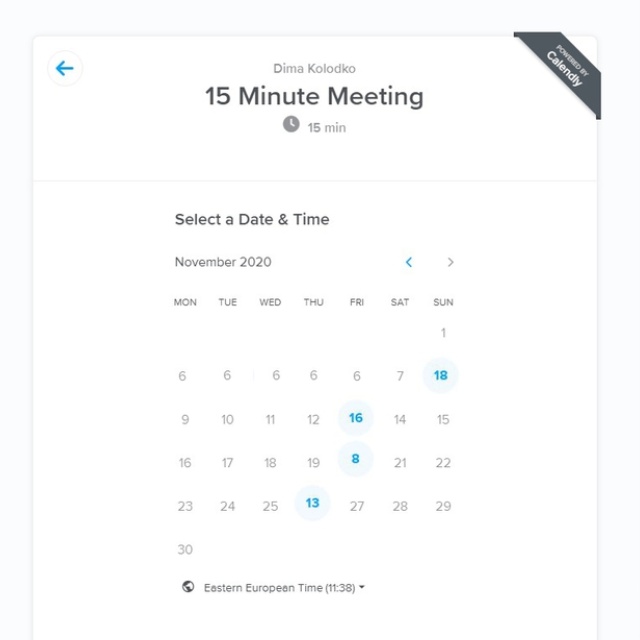 Dima Kolodko
15 Minute Meeting
15 min
POWERED BY
Calendly
Select a Date & Time
November 2020
MON TUE WED THU FRI SAT SUN
1
6 6 6 6 6 7 18
9 10 11 12 16 14 15
16 17 18 19 8 21 22
23 24 25 13 27 28 29
30
Eastern European Time (11:38)